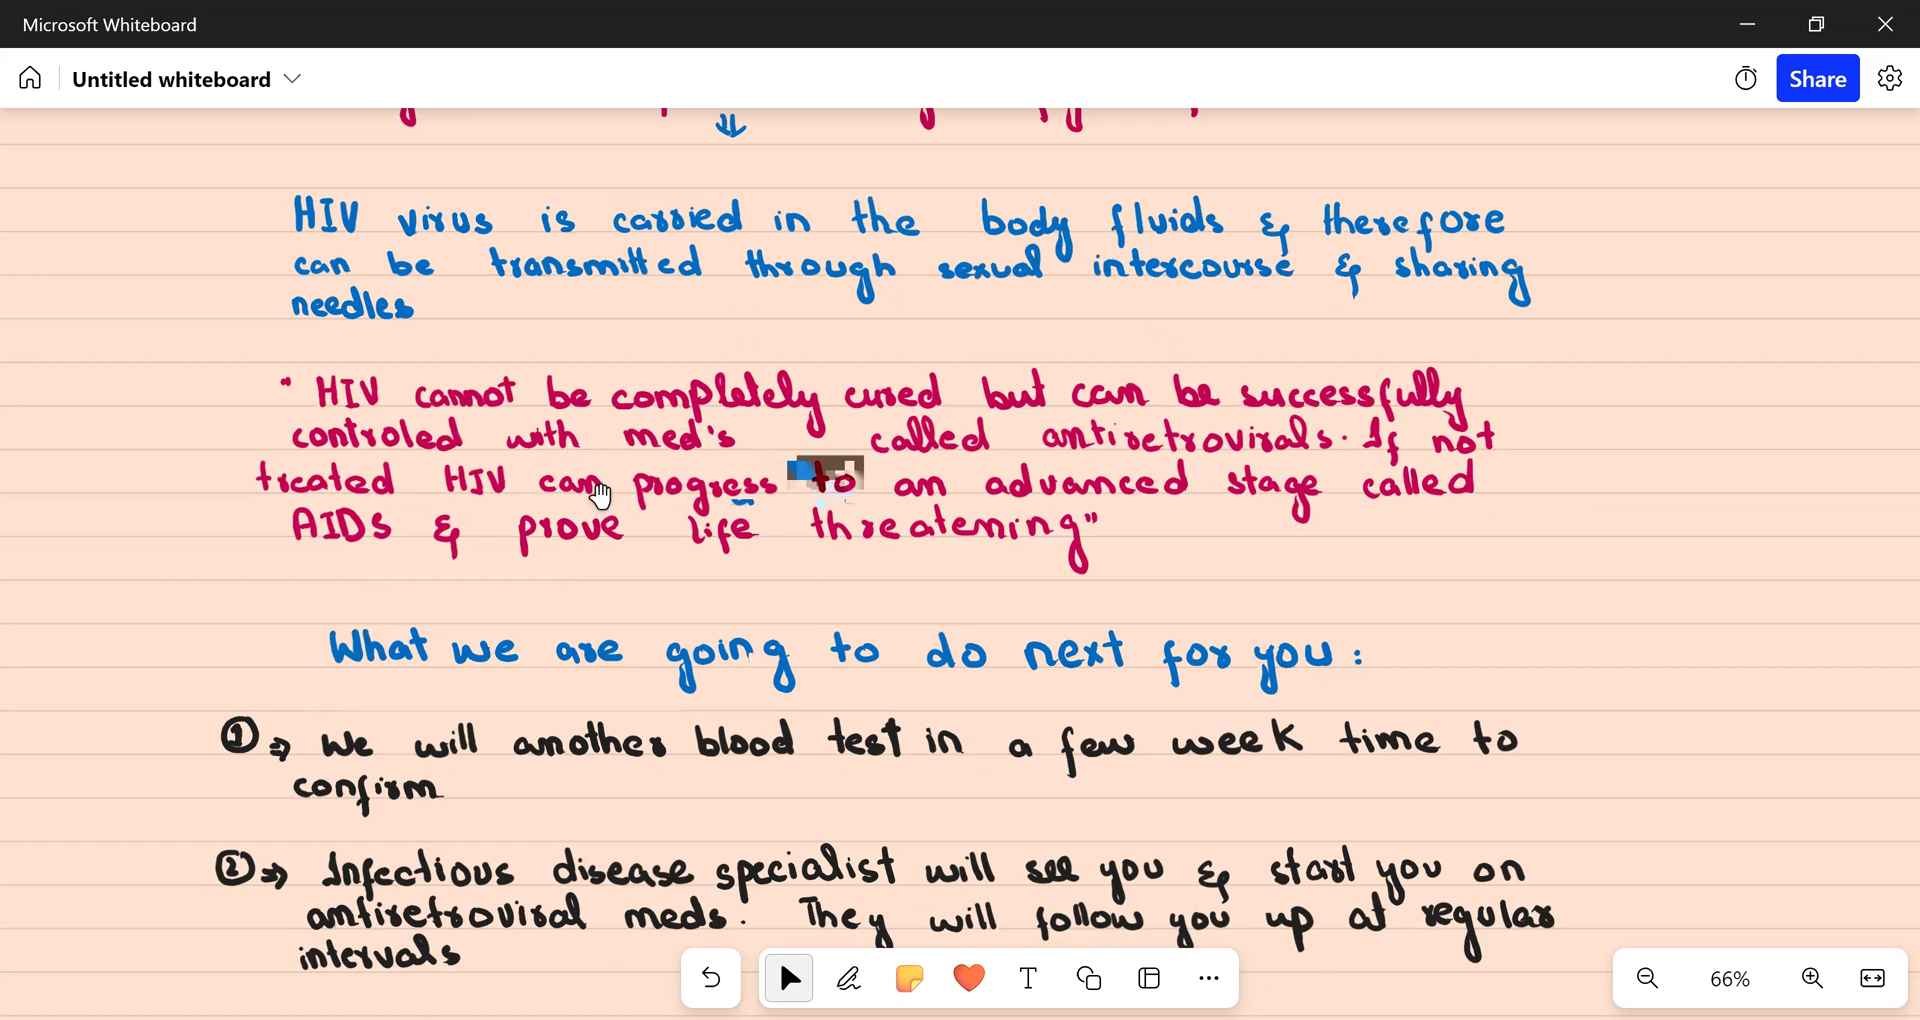 Microsoft Whiteboard
Untitled whiteboard
Share
HIV virus is carried in the body fluids & therefore
can be transmitted through sexual intercourse & sharing
needles
" HIV cannot be completely cured but can be successfully
controled with med's called antiretrovirals. If not
treated HIV can progress to an advanced stage called
AIDS & prove life threatening"
What we are going to do next for you :
① ⇒ We will another blood test in a few week time to
confirm
② ⇒ Infectious disease specialist will see you & start you on
antiretroviral meds. They will follow you up at regular
intervals
66%